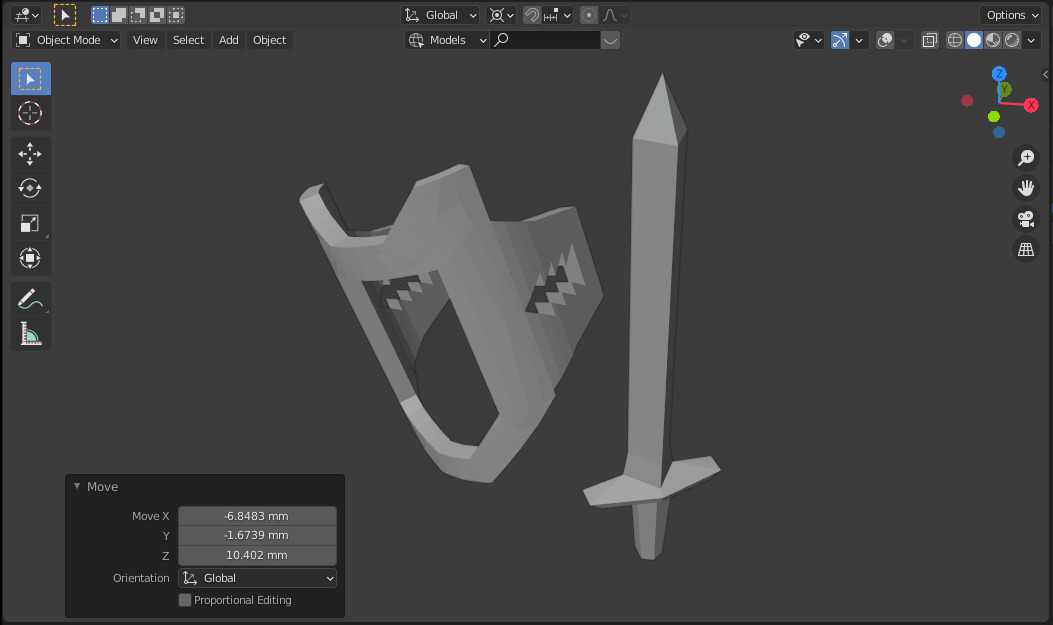 Global
Options
Object Mode
View
Select
Add
Object
Models
Z
Y
X
Move
Move X -6.8483 mm
Y -1.6739 mm
Z 10.402 mm
Orientation Global
Proportional Editing